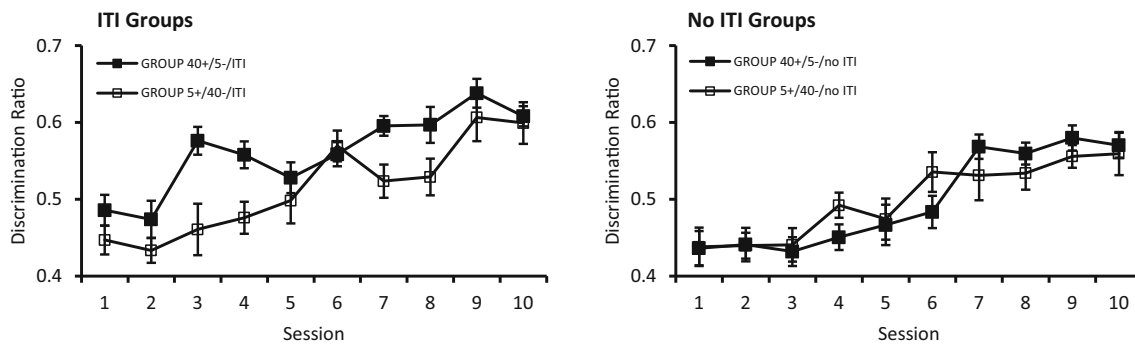 ITI Groups
0.7
GROUP 40+/5-/ITI
GROUP 5+/40-/ITI
0.6
0.5
0.4
Discrimination Ratio
1 2 3 4 5 6 7 8 9 10
Session
No ITI Groups
0.7
GROUP 40+/5-/no ITI
GROUP 5+/40-/no ITI
0.6
0.5
0.4
Discrimination Ratio
1 2 3 4 5 6 7 8 9 10
Session